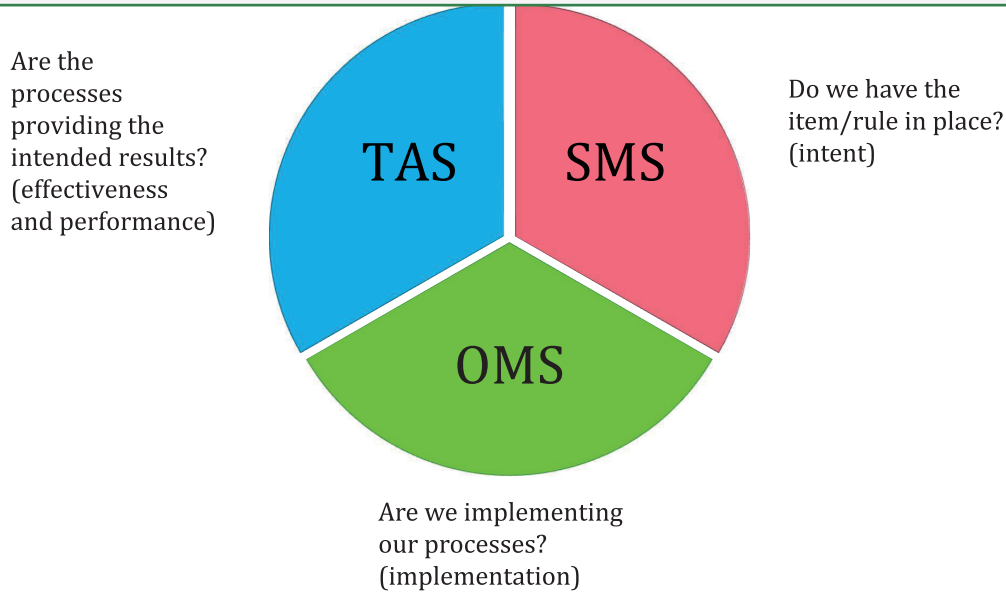 Are the
processes
providing the
intended results?
(effectiveness
and performance)
TAS
SMS
Do we have the
item/rule in place?
(intent)
OMS
Are we implementing
our processes?
(implementation)